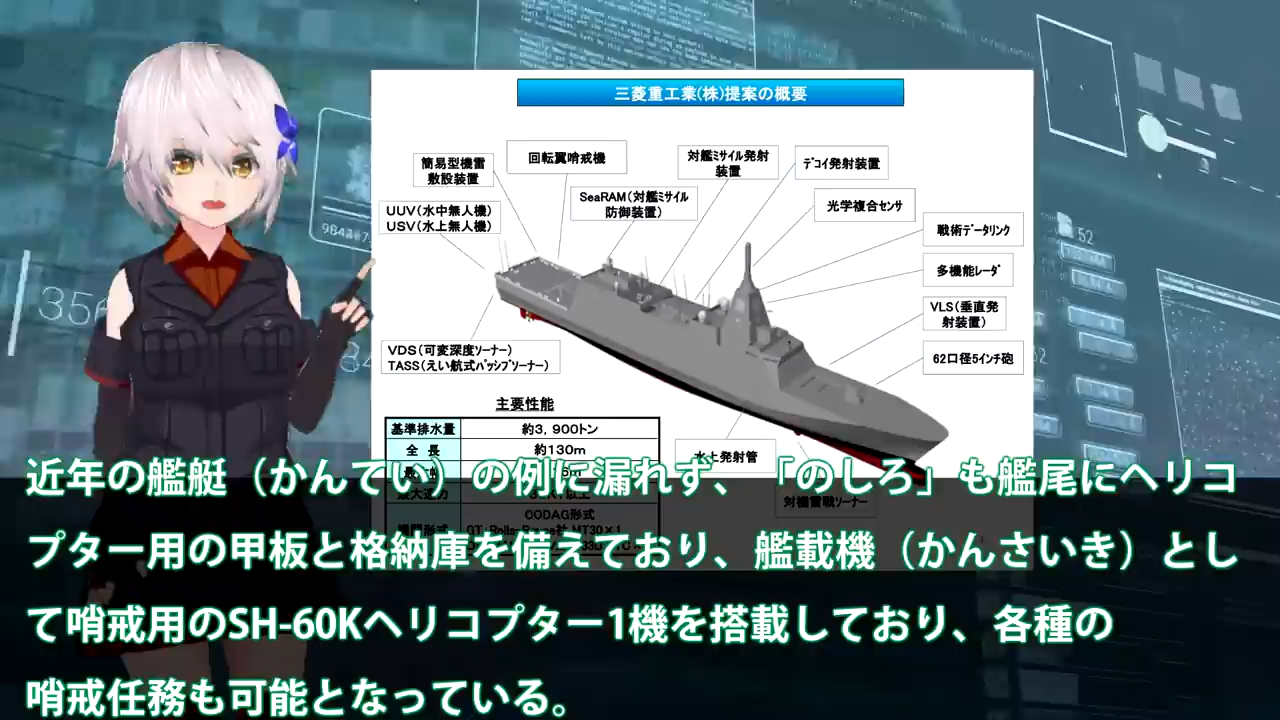 三菱重工業(株)提案の概要
簡易型機雷
敷設装置
回転翼哨戒機
対艦ミサイル発射
装置
デコイ発射装置
SeaRAM(対艦ミサイル
防御装置)
光学複合センサ
UUV(水中無人機)
USV(水上無人機)
戦術データリンク
多機能レーダ
VLS(垂直発
射装置)
62口径5インチ砲
VDS(可変深度ソーナー)
TASS(えい航式パッシブソーナー)
主要性能
基準排水量 約3,900トン
全 長 約130m
水上発射管
対機雷戦ソーナー
CODAG形式
近年の艦艇（かんてい）の例に漏れず、「のしろ」も艦尾にヘリコ
プター用の甲板と格納庫を備えており、艦載機（かんさいき）とし
て哨戒用のSH-60Kヘリコプター1機を搭載しており、各種の
哨戒任務も可能となっている。